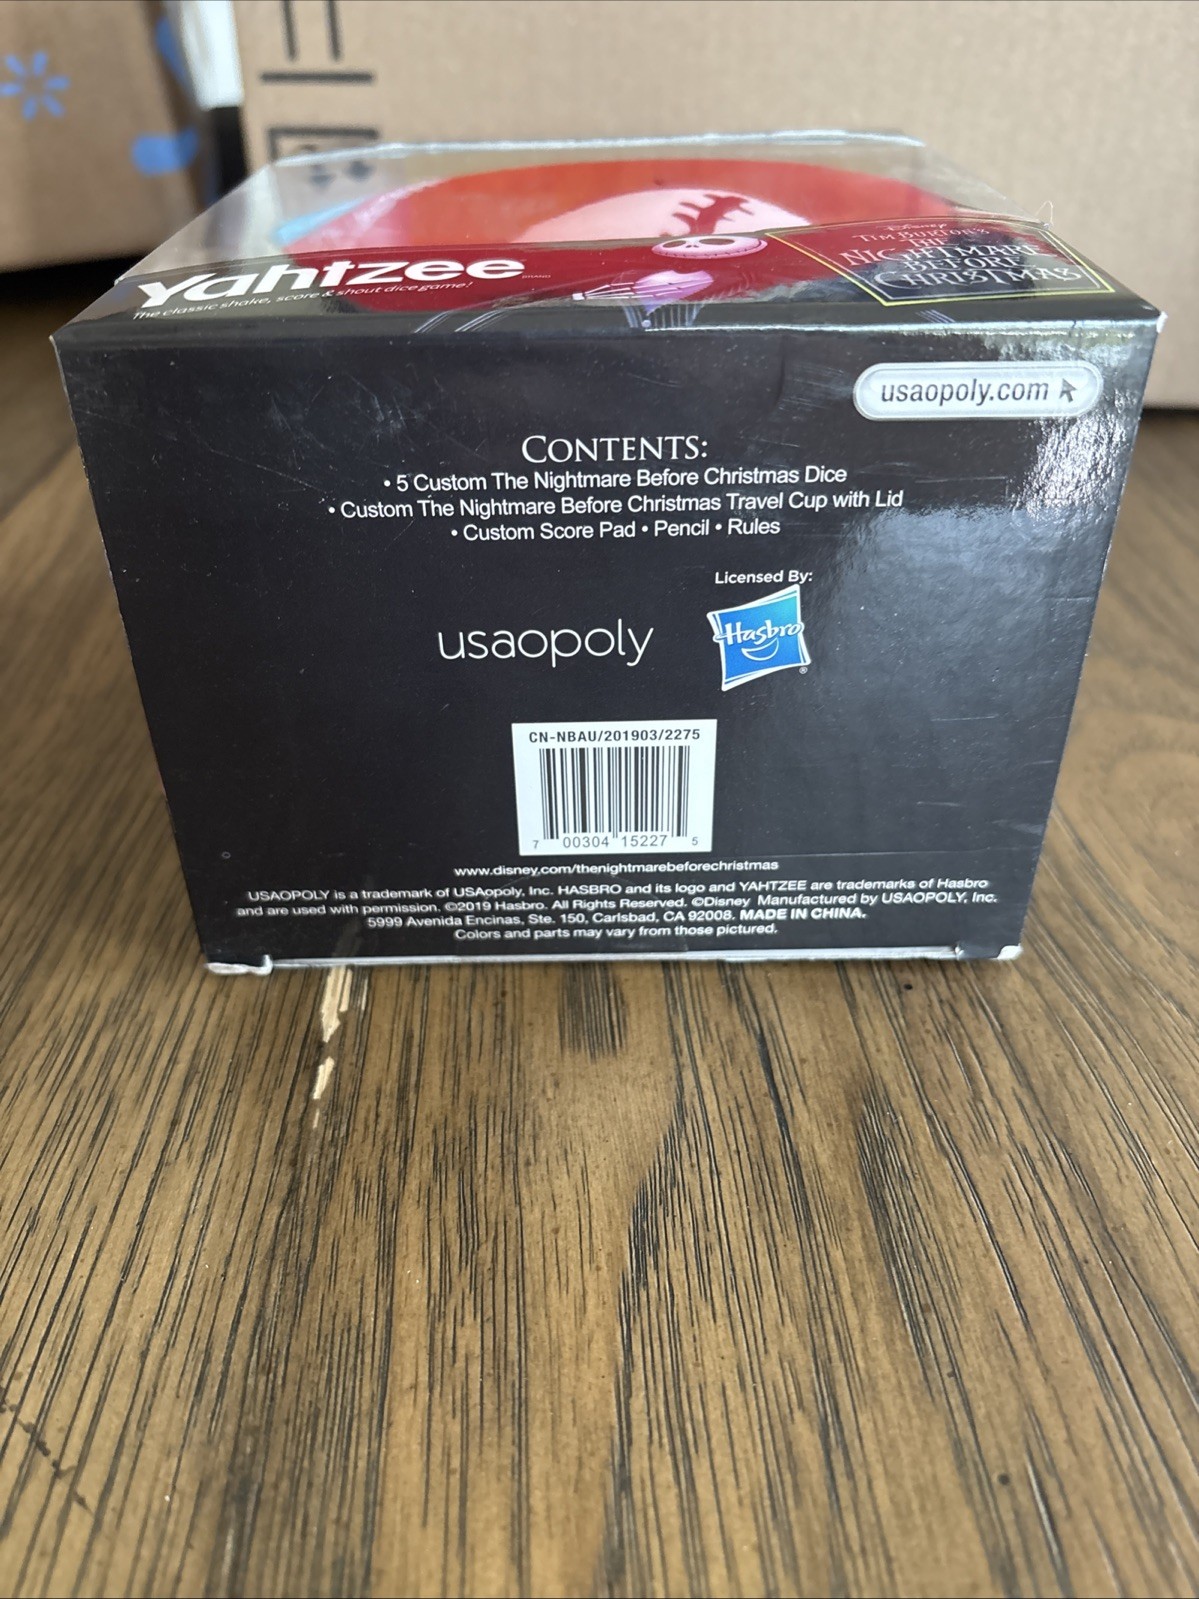 Yahtzee
BRAND
The classic shake, score & shout dice game!
Disney
Tim Burton's
The
Nightmare
Before
Christmas
usaopoly.com
CONTENTS:
• 5 Custom The Nightmare Before Christmas Dice
• Custom The Nightmare Before Christmas Travel Cup with Lid
• Custom Score Pad • Pencil • Rules
Licensed By:
usaopoly
Hasbro
®
CN-NBAU/201903/2275
7 00304 15227 5
www.disney.com/thenightmarebeforechristmas
USAOPOLY is a trademark of USAopoly, Inc. HASBRO and its logo and YAHTZEE are trademarks of Hasbro
and are used with permission. ©2019 Hasbro. All Rights Reserved. ©Disney Manufactured by USAOPOLY, Inc.
5999 Avenida Encinas, Ste. 150, Carlsbad, CA 92008. MADE IN CHINA.
Colors and parts may vary from those pictured.